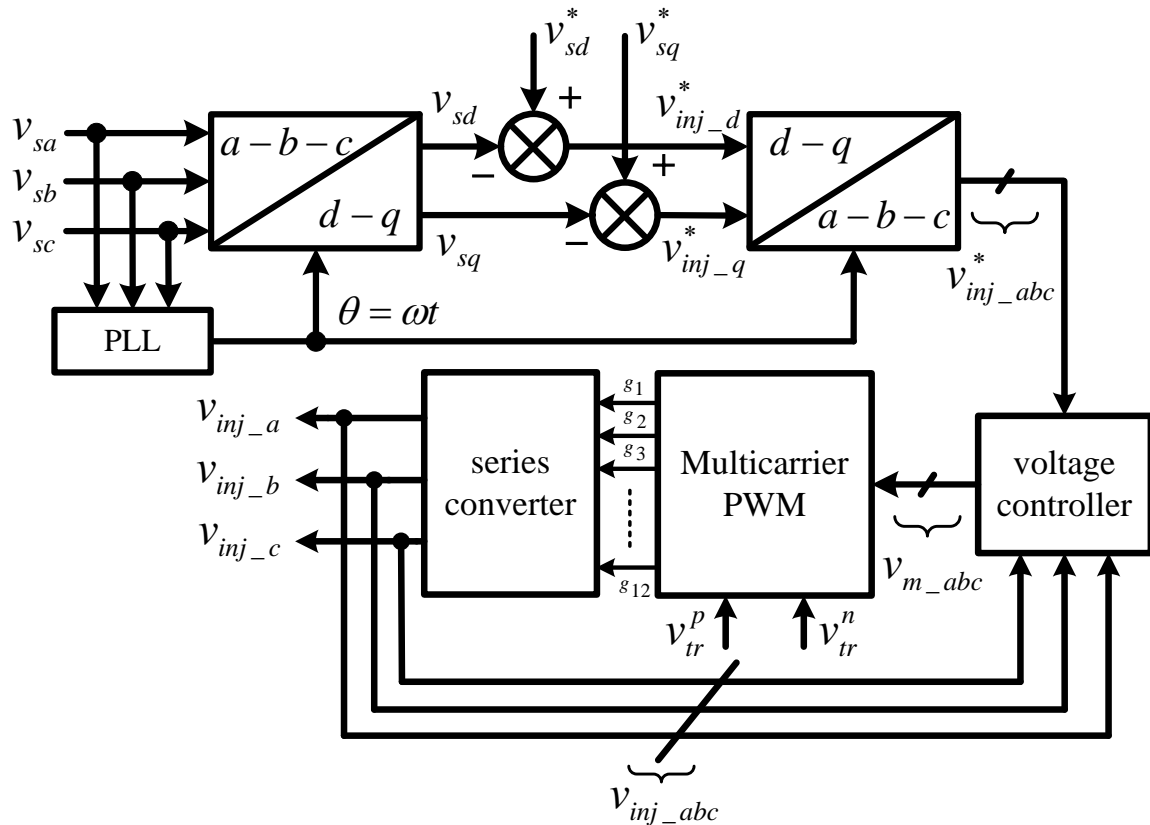 v*sd
v*sq
vsa
vsb
vsc
a − b − c
d − q
vsd
vsq
+
−
+
−
v*inj_d
v*inj_q
d − q
a − b − c
v*inj_abc
PLL
θ = ωt
vinj_a
vinj_b
vinj_c
series
converter
g1
g2
g3
g12
Multicarrier
PWM
voltage
controller
vm_abc
vptr
vntr
vinj_abc